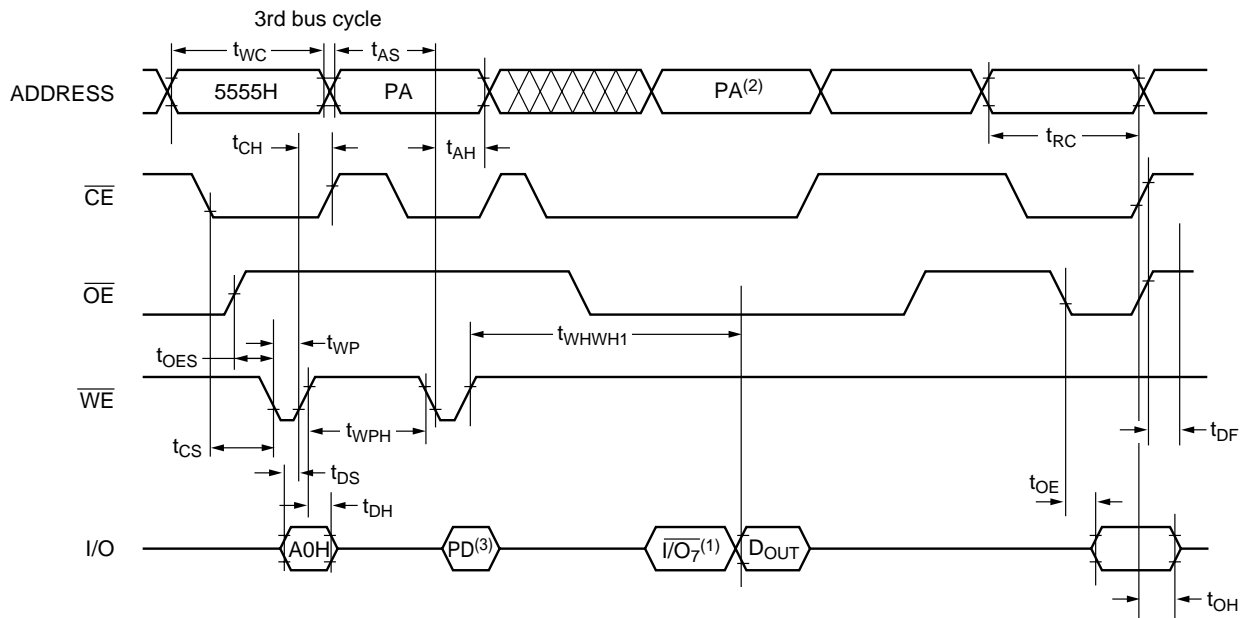 3rd bus cycle
tWC
tAS
ADDRESS
5555H
PA
PA(2)
tCH
tAH
tRC
CE
OE
tWHWH1
tOES
tWP
WE
tWPH
tCS
tDF
tDS
tOE
tDH
I/O
A0H
PD(3)
I/O7(1)
DOUT
tOH